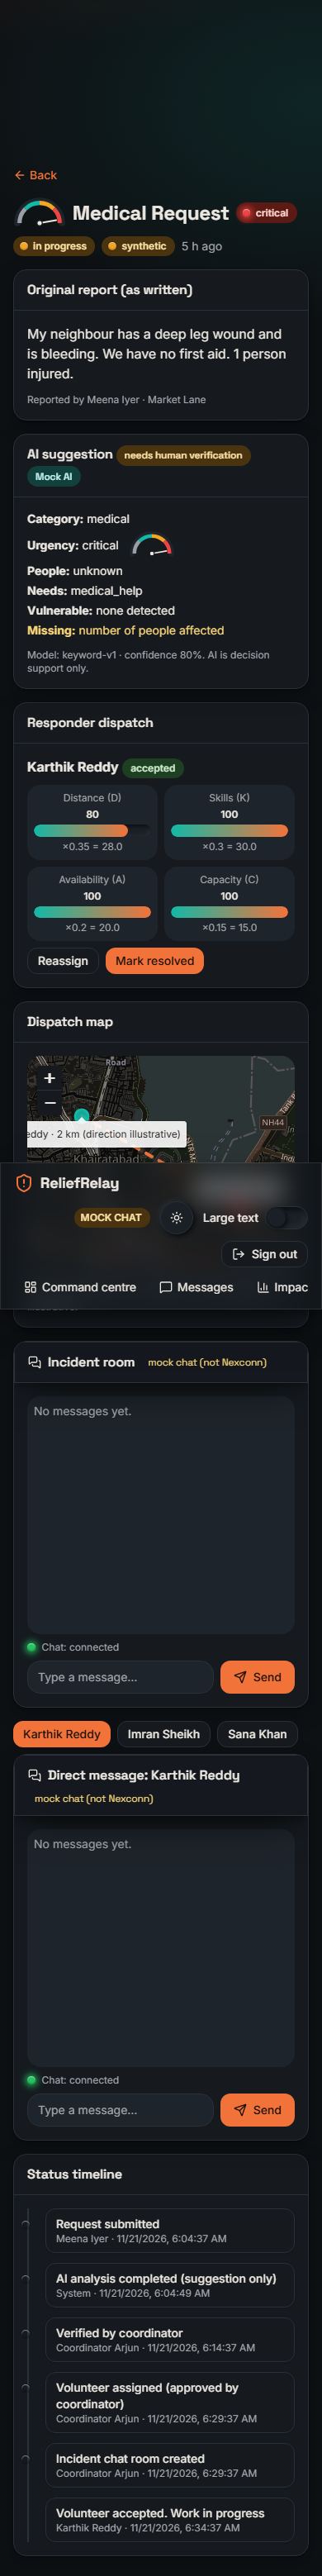 ← Back
Medical Request critical
in progress synthetic 5 h ago
Original report (as written)
My neighbour has a deep leg wound and
is bleeding. We have no first aid. 1 person
injured.
Reported by Meena Iyer · Market Lane
AI suggestion needs human verification
Mock AI
Category: medical
Urgency: critical
People: unknown
Needs: medical_help
Vulnerable: none detected
Missing: number of people affected
Model: keyword-v1 · confidence 80%. AI is decision
support only.
Responder dispatch
Karthik Reddy accepted
Distance (D)
80
×0.35 = 28.0
Skills (K)
100
×0.3 = 30.0
Availability (A)
100
×0.2 = 20.0
Capacity (C)
100
×0.15 = 15.0
Reassign Mark resolved
Dispatch map
Road
+
−
NH44
eddy · 2 km (direction illustrative)
Khairatabad
ReliefRelay
MOCK CHAT Large text
Sign out
Command centre Messages Impac
Incident room mock chat (not Nexconn)
No messages yet.
Chat: connected
Type a message... Send
Karthik Reddy Imran Sheikh Sana Khan
Direct message: Karthik Reddy
mock chat (not Nexconn)
No messages yet.
Chat: connected
Type a message... Send
Status timeline
Request submitted
Meena Iyer · 11/21/2026, 6:04:37 AM
AI analysis completed (suggestion only)
System · 11/21/2026, 6:04:49 AM
Verified by coordinator
Coordinator Arjun · 11/21/2026, 6:14:37 AM
Volunteer assigned (approved by
coordinator)
Coordinator Arjun · 11/21/2026, 6:29:37 AM
Incident chat room created
Coordinator Arjun · 11/21/2026, 6:29:37 AM
Volunteer accepted. Work in progress
Karthik Reddy · 11/21/2026, 6:34:37 AM